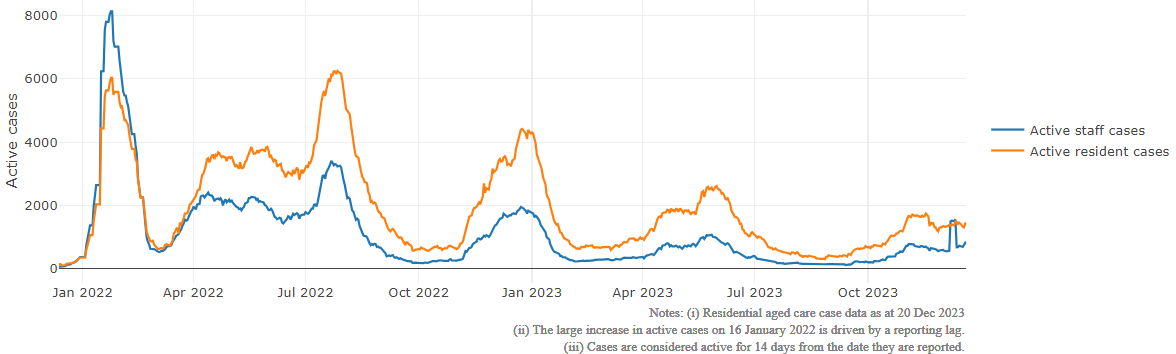 8000
6000
4000
2000
0
Active cases
Jan 2022
Apr 2022
Jul 2022
Oct 2022
Jan 2023
Apr 2023
Jul 2023
Oct 2023
Active staff cases
Active resident cases
Notes: (i) Residential aged care case data as at 20 Dec 2023
(ii) The large increase in active cases on 16 January 2022 is driven by a reporting lag.
(iii) Cases are considered active for 14 days from the date they are reported.